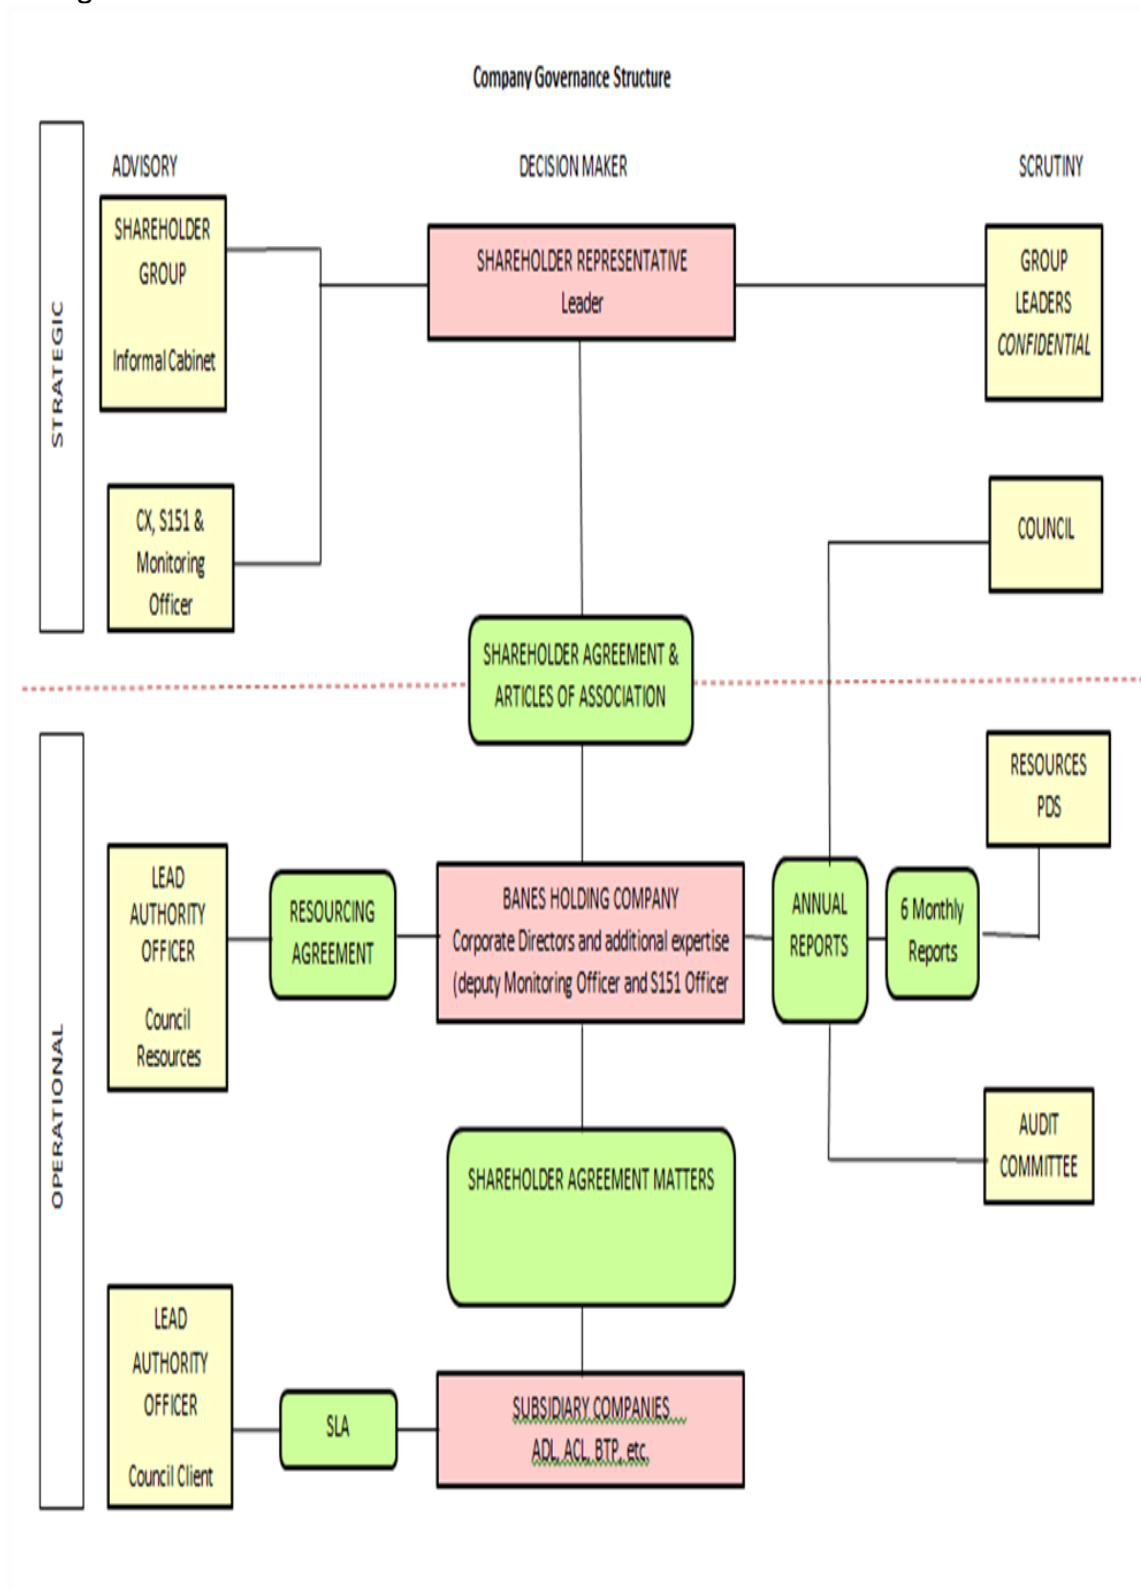 Company Governance Structure
ADVISORY
DECISION MAKER
SCRUTINY
STRATEGIC
SHAREHOLDER
GROUP
Informal Cabinet
SHAREHOLDER REPRESENTATIVE
Leader
GROUP
LEADERS
CONFIDENTIAL
CX, S151 &
Monitoring
Officer
COUNCIL
SHAREHOLDER AGREEMENT &
ARTICLES OF ASSOCIATION
OPERATIONAL
RESOURCES
PDS
LEAD
AUTHORITY
OFFICER
Council
Resources
RESOURCING
AGREEMENT
BANES HOLDING COMPANY
Corporate Directors and additional expertise
(deputy Monitoring Officer and S151 Officer
ANNUAL
REPORTS
6 Monthly
Reports
AUDIT
COMMITTEE
SHAREHOLDER AGREEMENT MATTERS
LEAD
AUTHORITY
OFFICER
Council Client
SLA
SUBSIDIARY COMPANIES
ADL, ACL, BTP, etc.